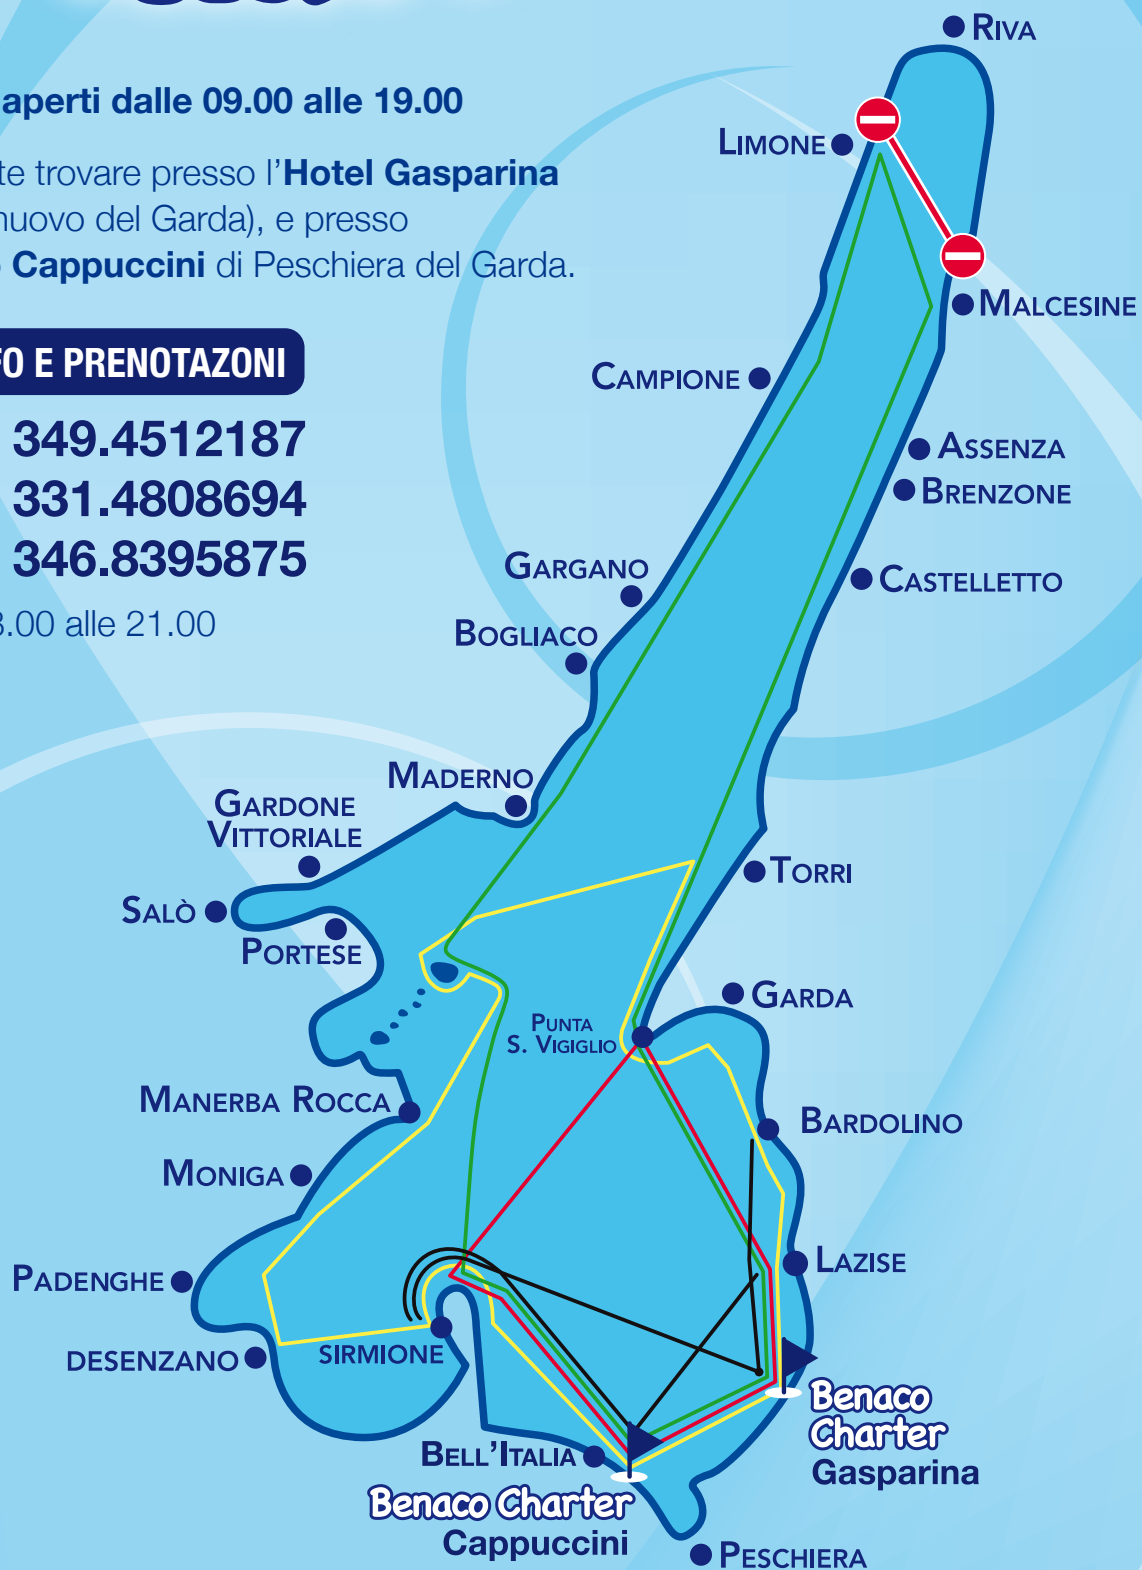 aperti dalle 09.00 alle 19.00
te trovare presso l'Hotel Gasparina
nuovo del Garda), e presso
Cappuccini di Peschiera del Garda.
FO E PRENOTAZONI
349.4512187
331.4808694
346.8395875
.00 alle 21.00
RIVA
LIMONE
MALCESINE
CAMPIONE
ASSENZA
BRENZONE
GARGANO
CASTELLETTO
BOGLIACO
MADERNO
GARDONE
VITTORIALE
TORRI
SALÒ
PORTESE
GARDA
PUNTA
S. VIGIGLIO
MANERBA ROCCA
BARDOLINO
MONIGA
LAZISE
PADENGHE
DESENZANO
SIRMIONE
Benaco
Charter
Gasparina
BELL'ITALIA
Benaco Charter
Cappuccini
PESCHIERA